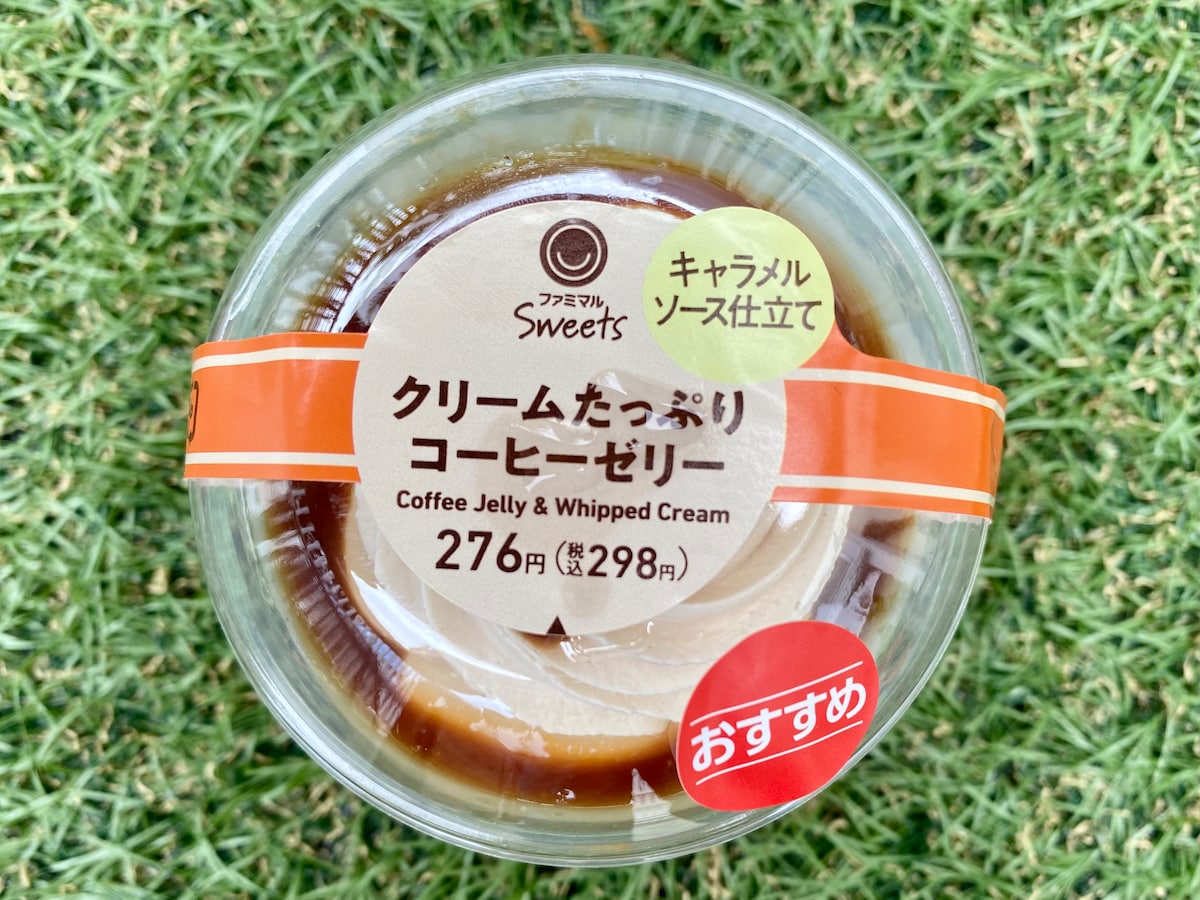 ファミマル
Sweets
キャラメル
ソース仕立て
クリームたっぷり
コーヒーゼリー
Coffee Jelly & Whipped Cream
276円(税込298円)
おすすめ